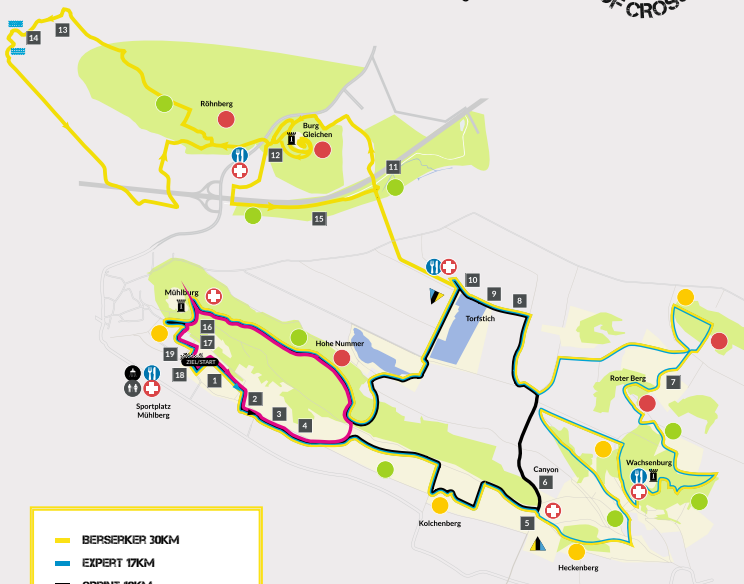 OF CROSS
13
14
Röhnberg
Burg
Gleichen
12
11
15
10
9
8
Torfstich
Mühlburg
16
17
Hohe Nummer
19
ZIEL/START
18
1
Sportplatz
Mühlberg
2
3
4
Roter Berg
7
Wachsenburg
Canyon
6
5
Kolchenberg
Heckenberg
BERSERKER 30KM
EXPERT 17KM